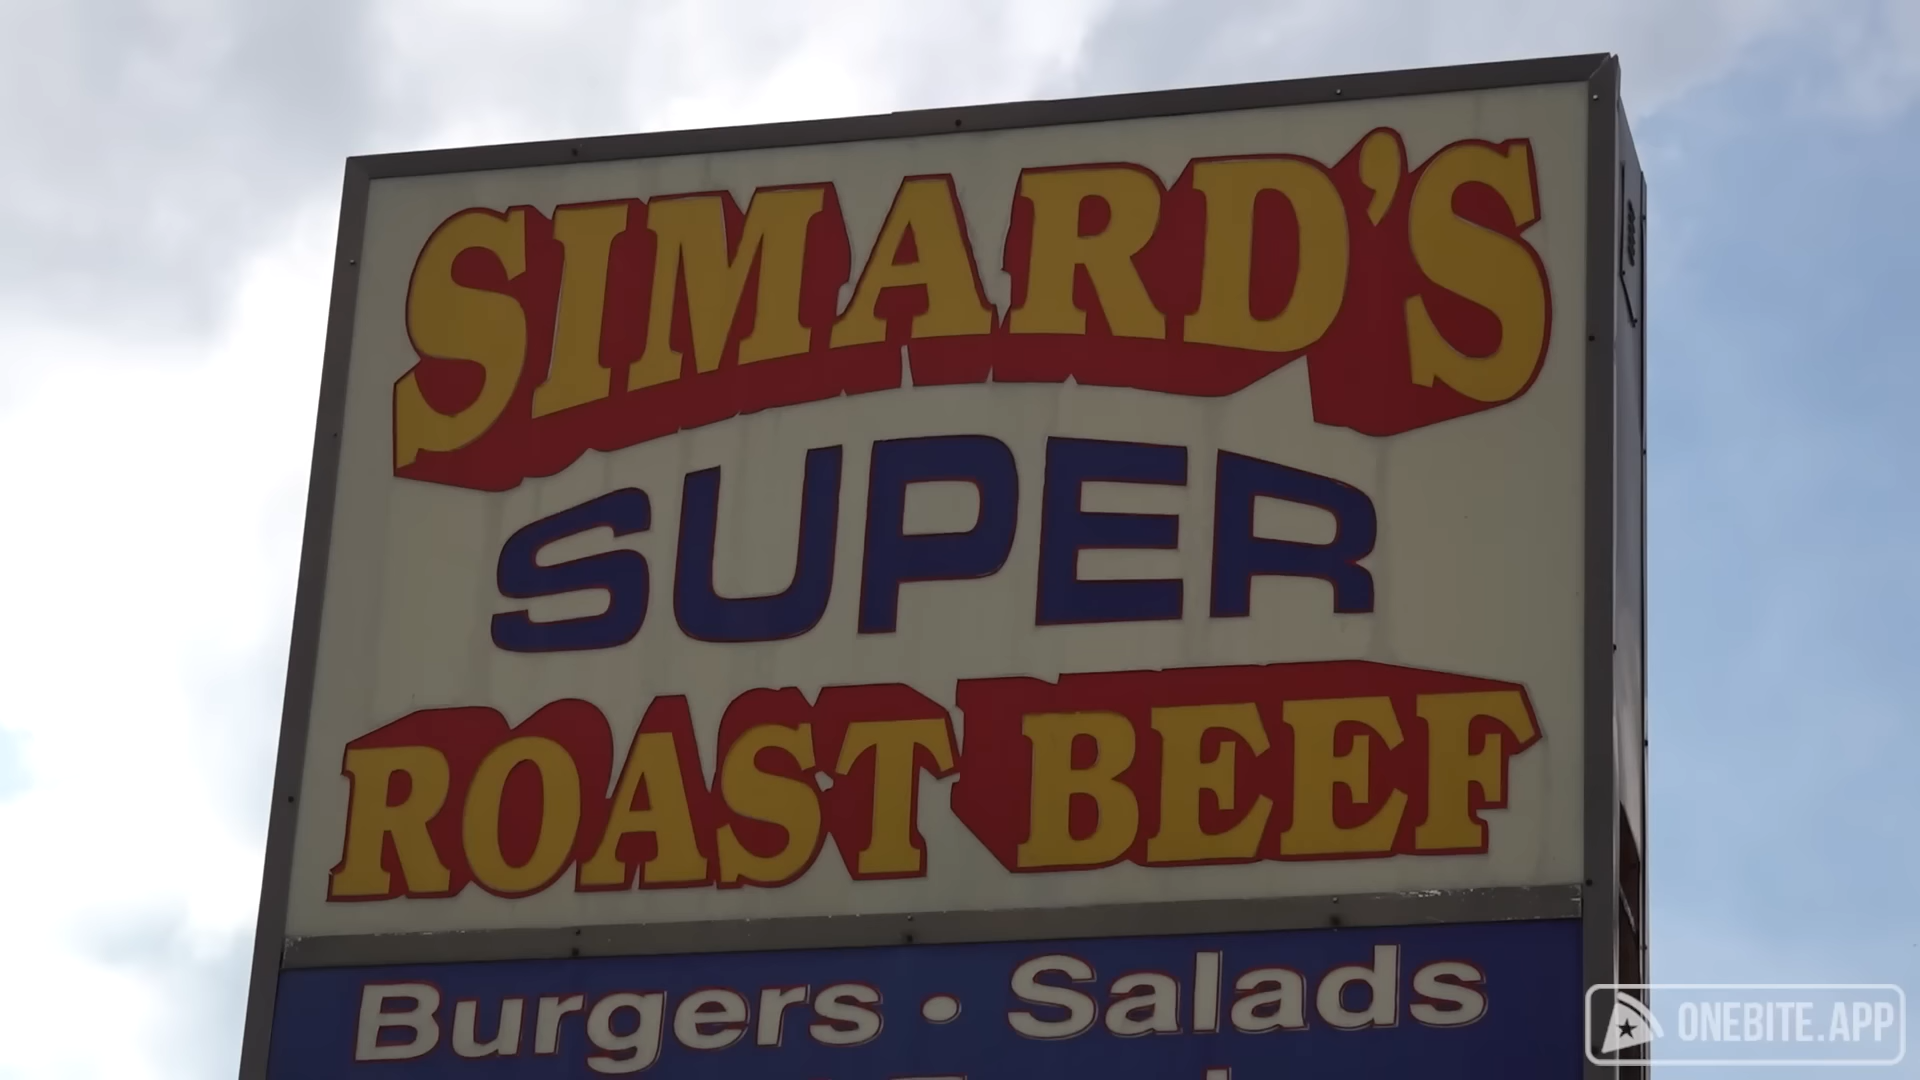 SIMARD'S
SUPER
ROAST BEEF
Burgers • Salads
ONEBITE.APP